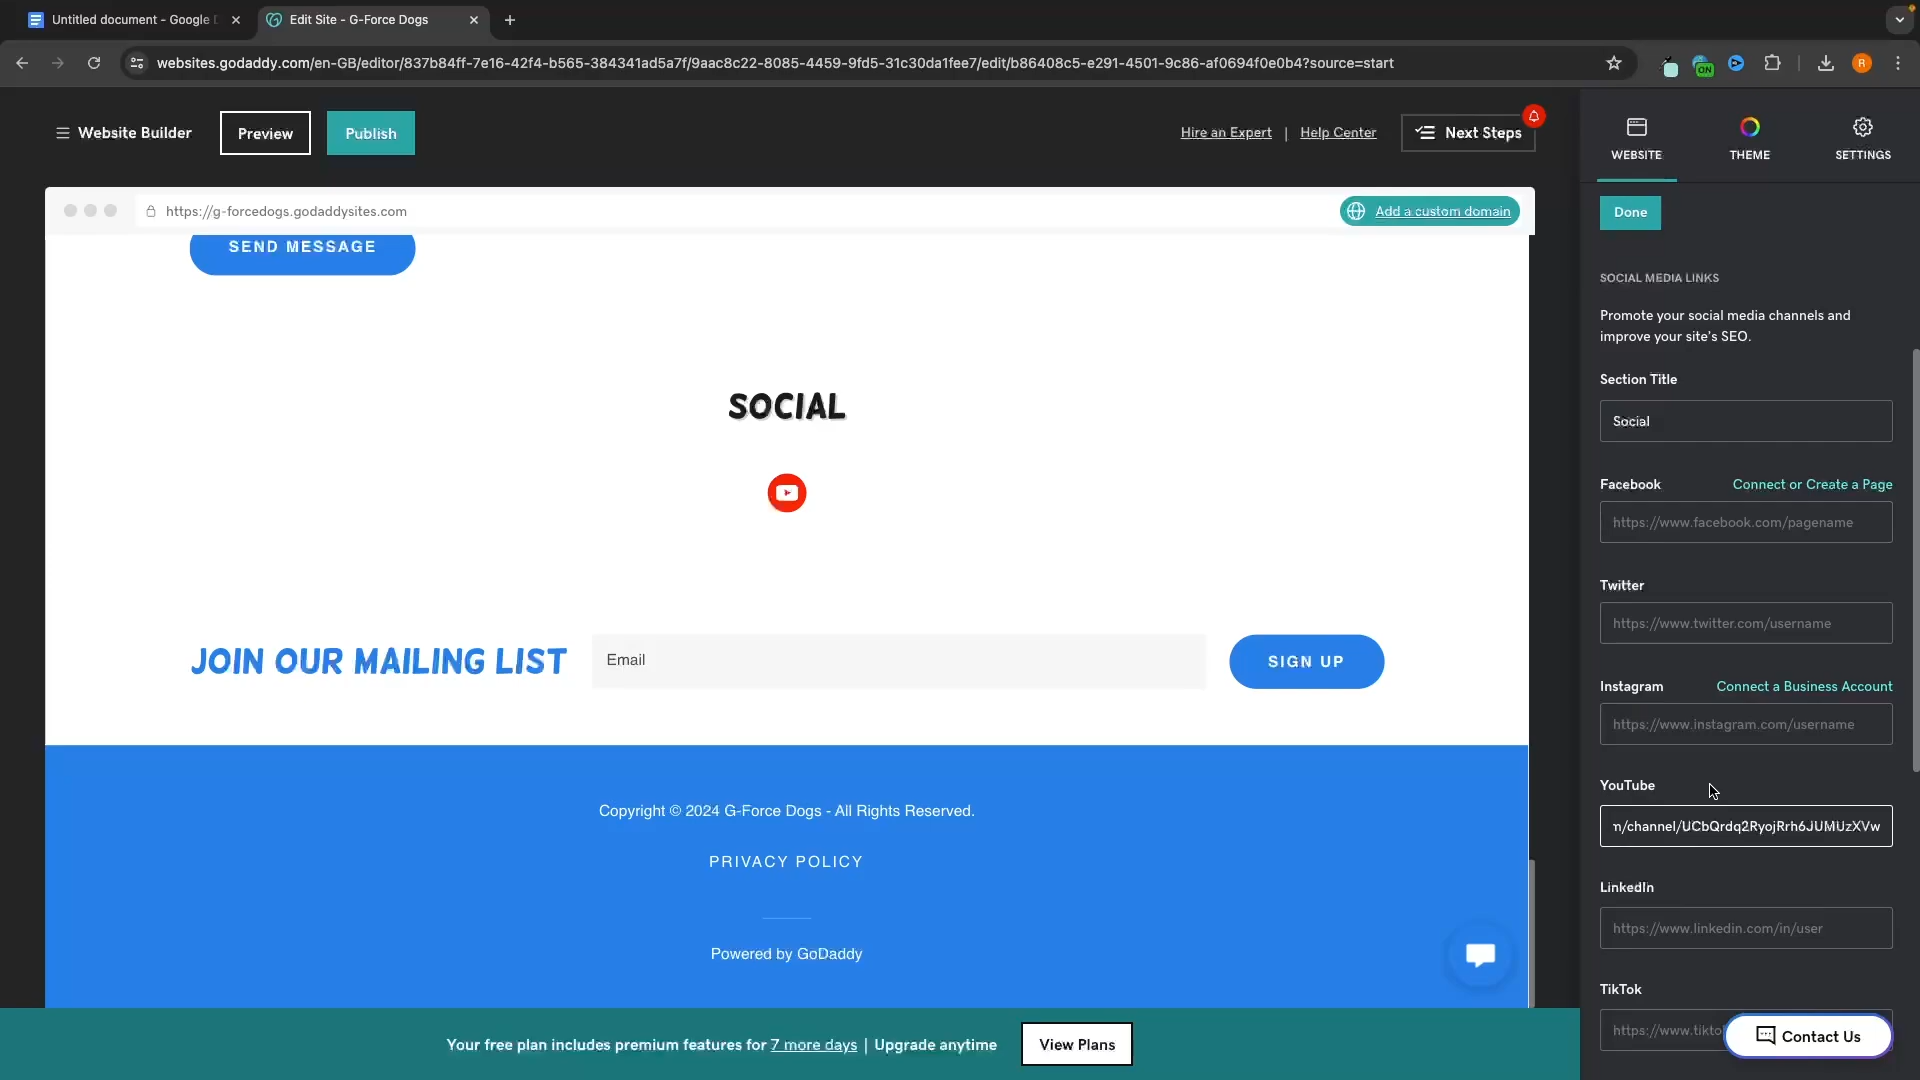 Untitled document - Google D
Edit Site - G-Force Dogs
websites.godaddy.com/en-GB/editor/837b84ff-7e16-42f4-b565-384341ad5a7f/9aac8c22-8085-4459-9fd5-31c30da1fee7/edit/b86408c5-e291-4501-9c86-af0694f0e0b4?source=start
ON
R
Website Builder
Preview
Publish
Hire an Expert | Help Center
Next Steps
WEBSITE
THEME
SETTINGS
https://g-forcedogs.godaddysites.com
Add a custom domain
SEND MESSAGE
SOCIAL
JOIN OUR MAILING LIST
Email
SIGN UP
Copyright © 2024 G-Force Dogs - All Rights Reserved.
PRIVACY POLICY
Powered by GoDaddy
Your free plan includes premium features for 7 more days | Upgrade anytime
View Plans
Done
SOCIAL MEDIA LINKS
Promote your social media channels and
improve your site's SEO.
Section Title
Social
Facebook
Connect or Create a Page
https://www.facebook.com/pagename
Twitter
https://www.twitter.com/username
Instagram
Connect a Business Account
https://www.instagram.com/username
YouTube
n/channel/UCbQrdq2RyojRrh6JUMUzXVw
LinkedIn
https://www.linkedin.com/in/user
TikTok
https://www.tikto
Contact Us